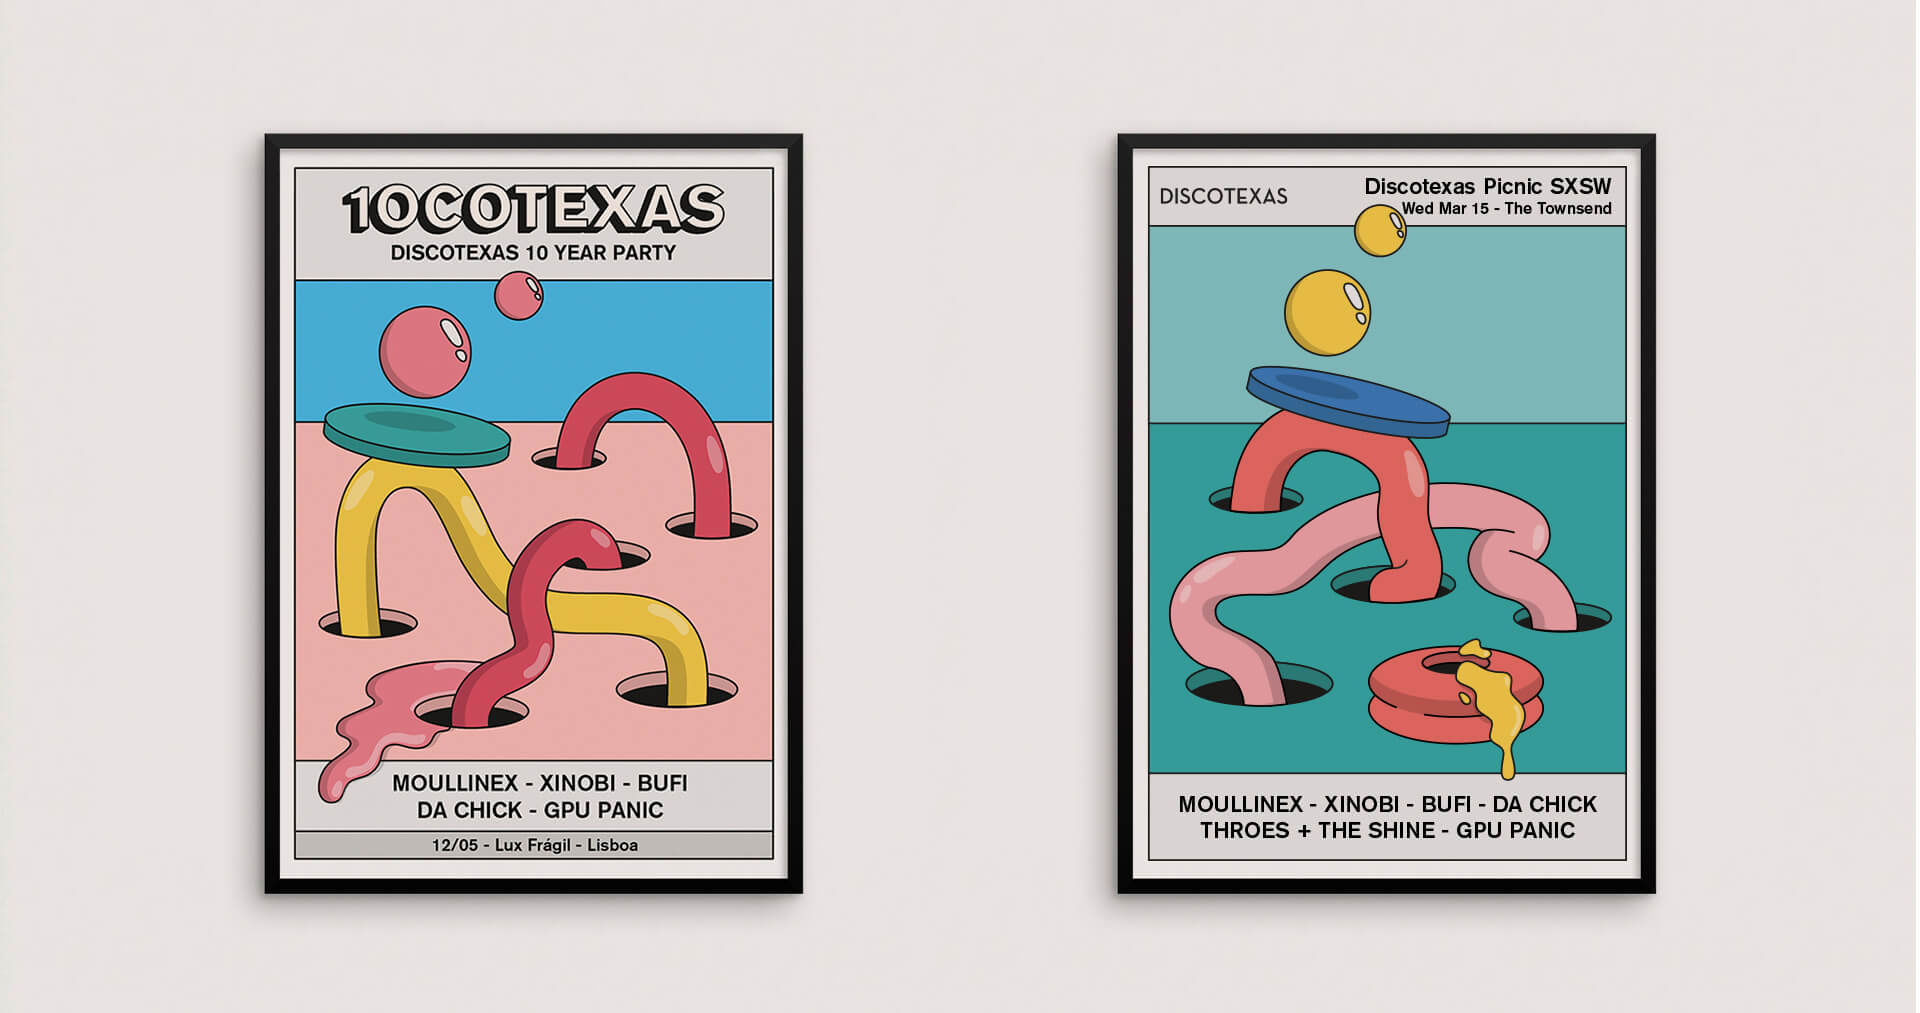 10COTEXAS
DISCOTEXAS 10 YEAR PARTY
MOULLINEX - XINOBI - BUFI
DA CHICK - GPU PANIC
12/05 - Lux Frágil - Lisboa
DISCOTEXAS
Discotexas Picnic SXSW
Wed Mar 15 - The Townsend
MOULLINEX - XINOBI - BUFI - DA CHICK
THROES + THE SHINE - GPU PANIC